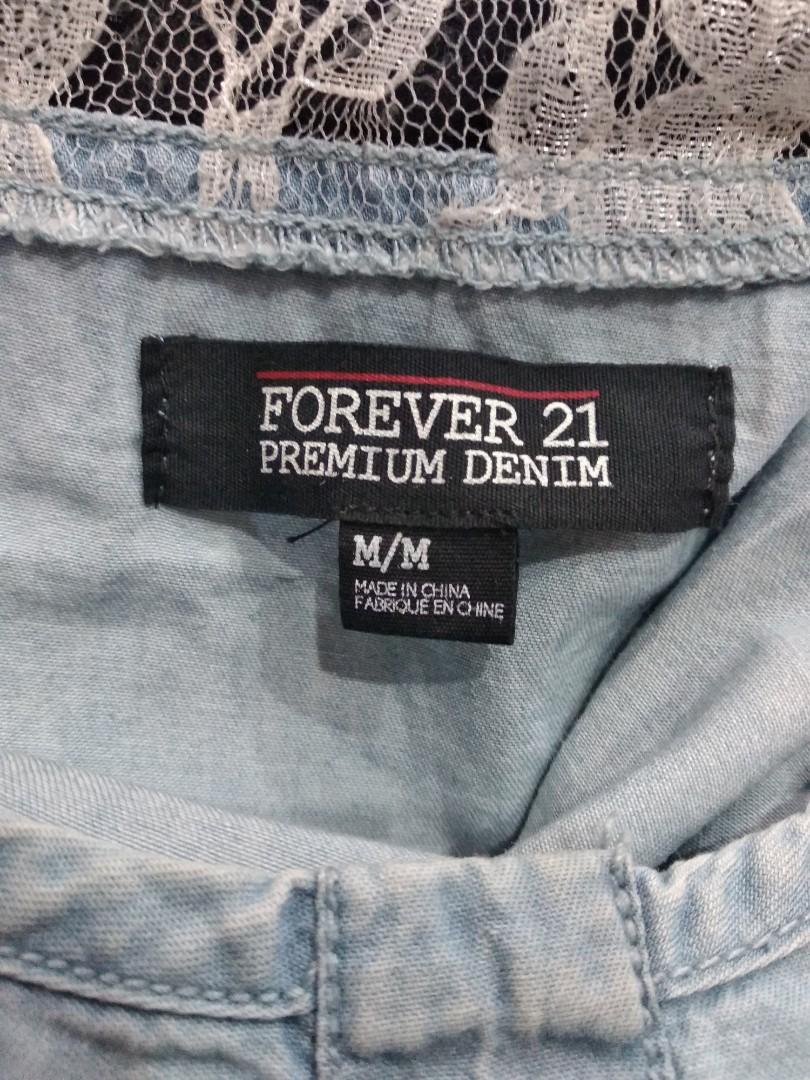 FOREVER 21
PREMIUM DENIM
M/M
MADE IN CHINA
FABRIQUÉ EN CHINE